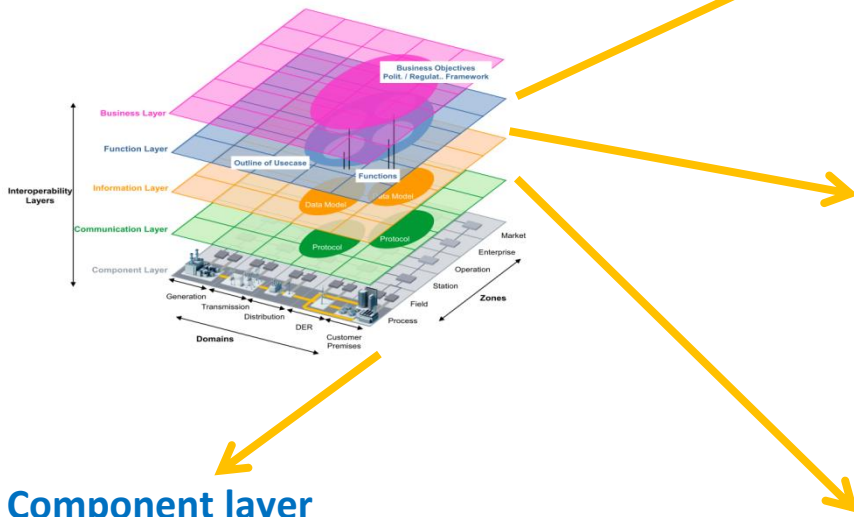 Business Objectives
Polit. / Regulat.. Framework
Business Layer
Function Layer
Outline of Usecase
Functions
Interoperability
Layers
Information Layer
Data Model
Data Model
Communication Layer
Protocol
Protocol
Component Layer
Market
Enterprise
Operation
Station
Field
Process
Zones
Generation
Transmission
Distribution
DER
Customer
Premises
Domains
Component layer